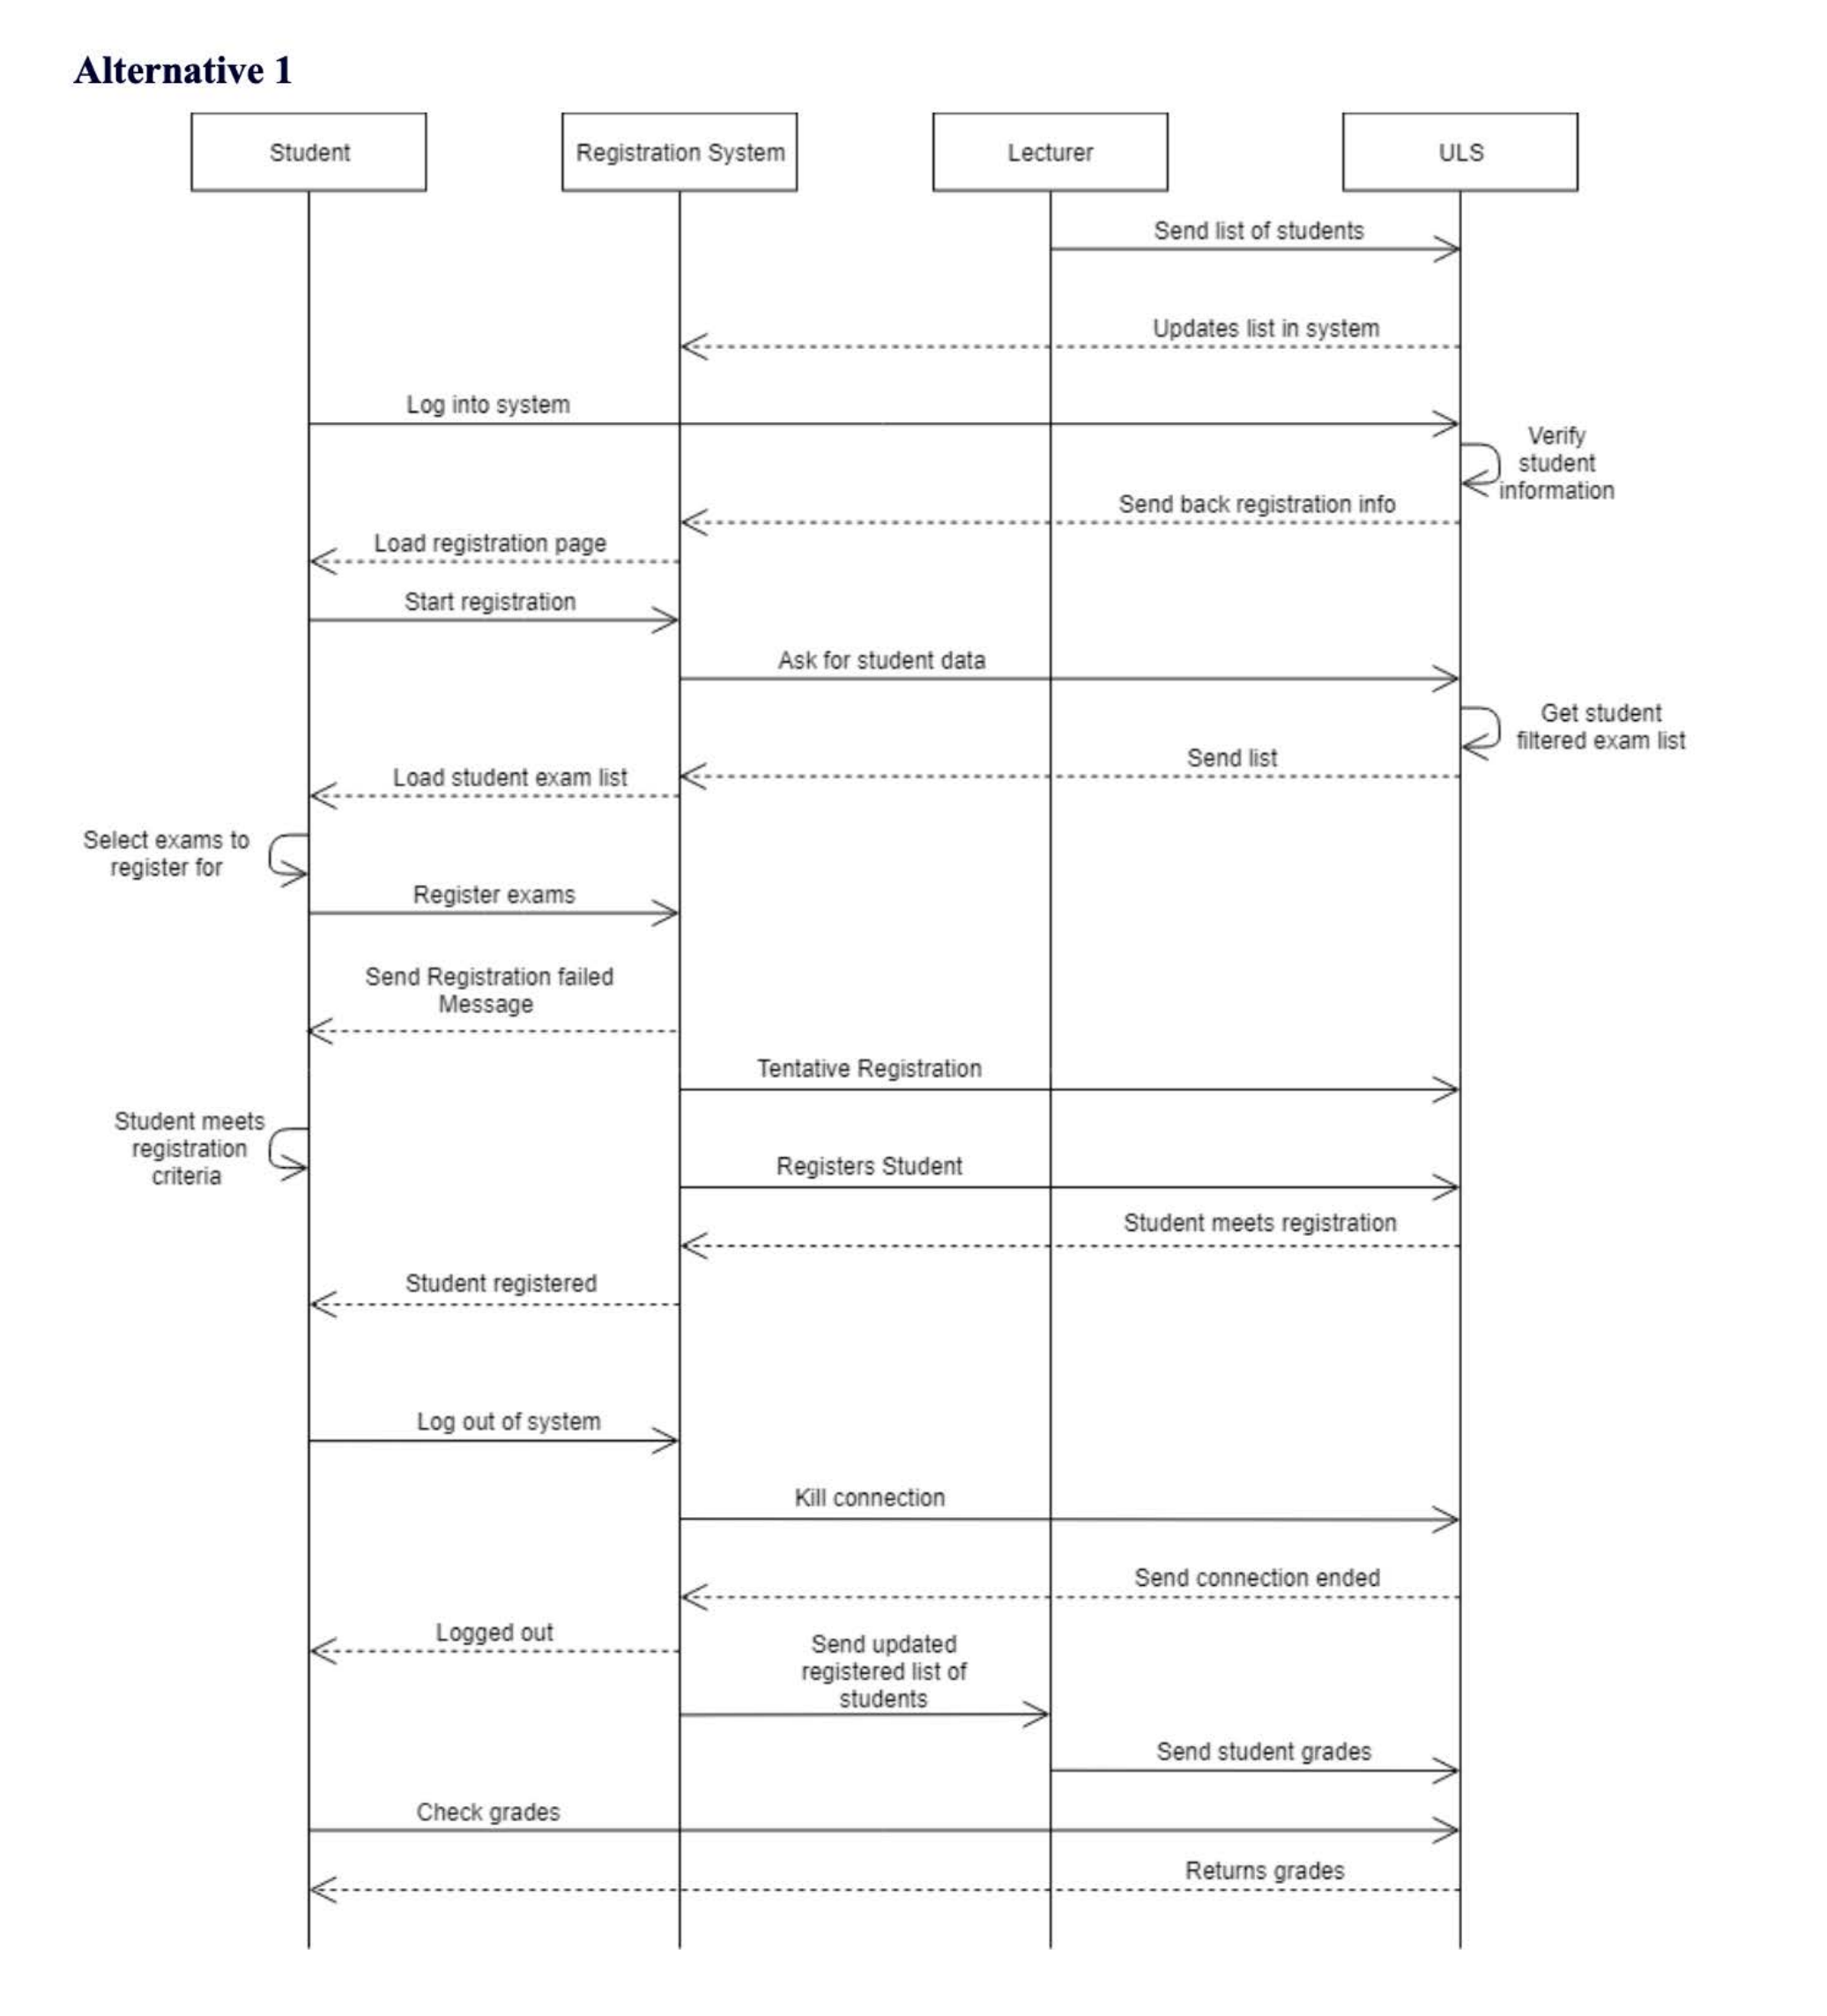 Alternative 1
Student
Registration System
Lecturer
ULS
Send list of students
Updates list in system
Log into system
Verify
student
information
Send back registration info
Load registration page
Start registration
Ask for student data
Get student
filtered exam list
Send list
Load student exam list
Select exams to
register for
Register exams
Send Registration failed
Message
Tentative Registration
Student meets
registration
criteria
Registers Student
Student meets registration
Student registered
Log out of system
Kill connection
Send connection ended
Logged out
Send updated
registered list of
students
Send student grades
Check grades
Returns grades